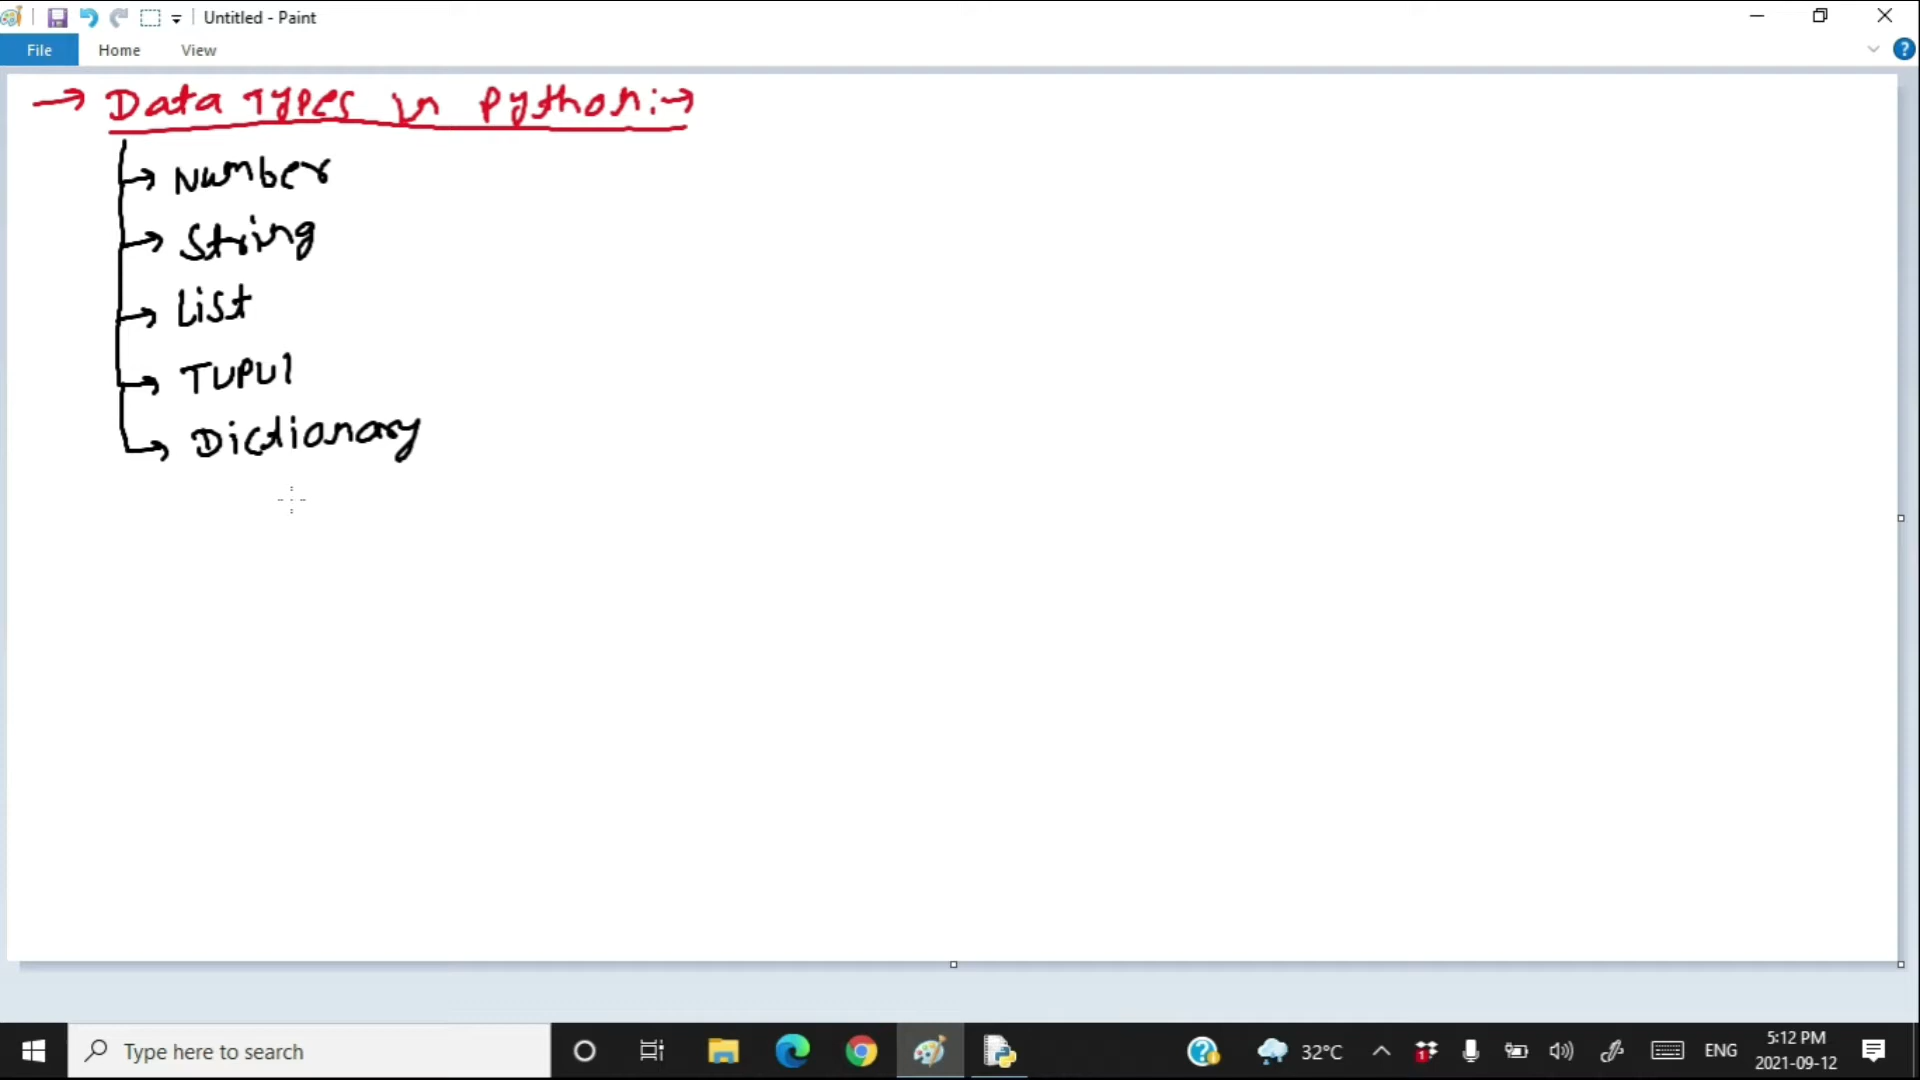 Untitled - Paint
File Home View
→ Data Types in Python:→
→ Number
→ String
→ List
→ TUPUl
→ Dictionary
Type here to search
1
32°C
ENG
5:12 PM
2021-09-12